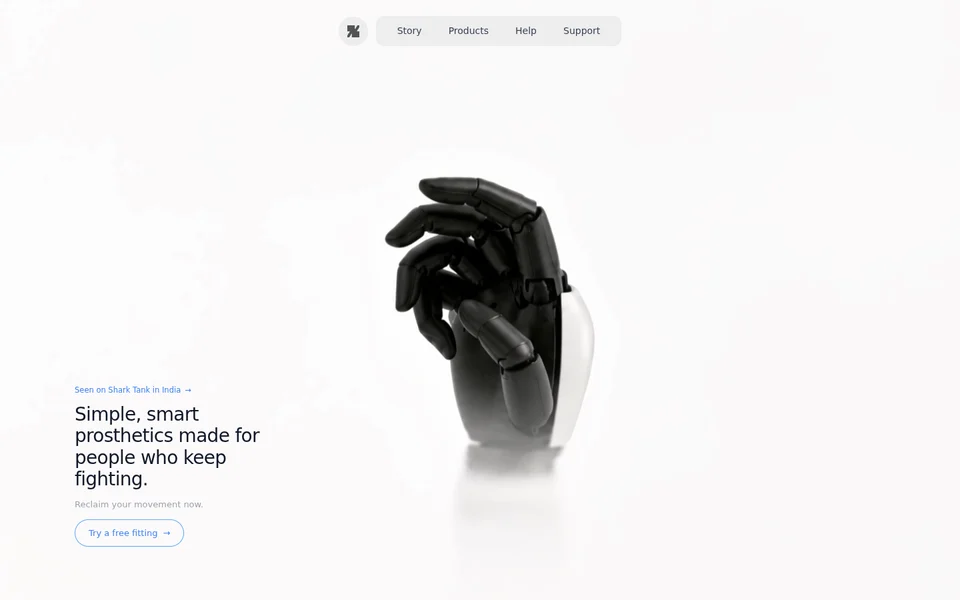 Story
Products
Help
Support
Seen on Shark Tank in India →
Simple, smart
prosthetics made for
people who keep
fighting.
Reclaim your movement now.
Try a free fitting →